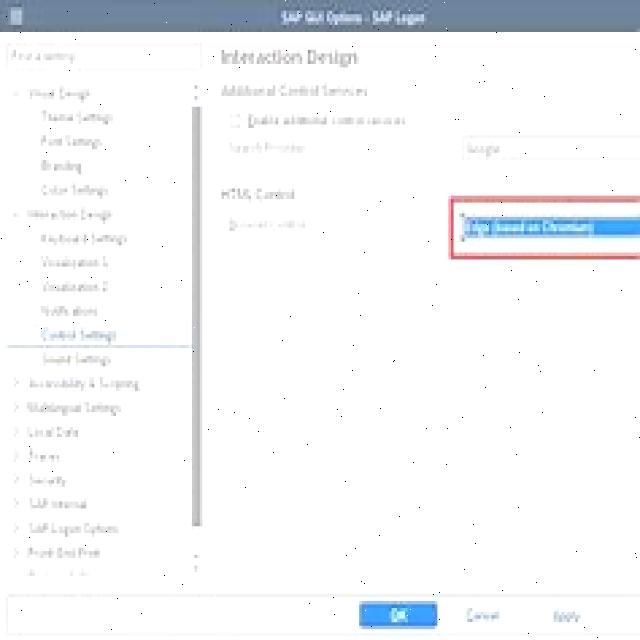 SAP GUI Options - SAP Logon
Find a setting
Interaction Design
Visual Design
Theme Settings
Font Settings
Branding
Color Settings
Interaction Design
Keyboard Settings
Visualization 1
Visualization 2
Notifications
Control Settings
Sound Settings
Accessibility & Scripting
Multilingual Settings
Local Data
Traces
Security
SAP Internal
SAP Logon Options
Front End Print
Additional Control Services
Enable additional control services
Search Provider
Google
HTML Control
Browser Control
Edge (based on Chromium)
OK
Cancel
Apply